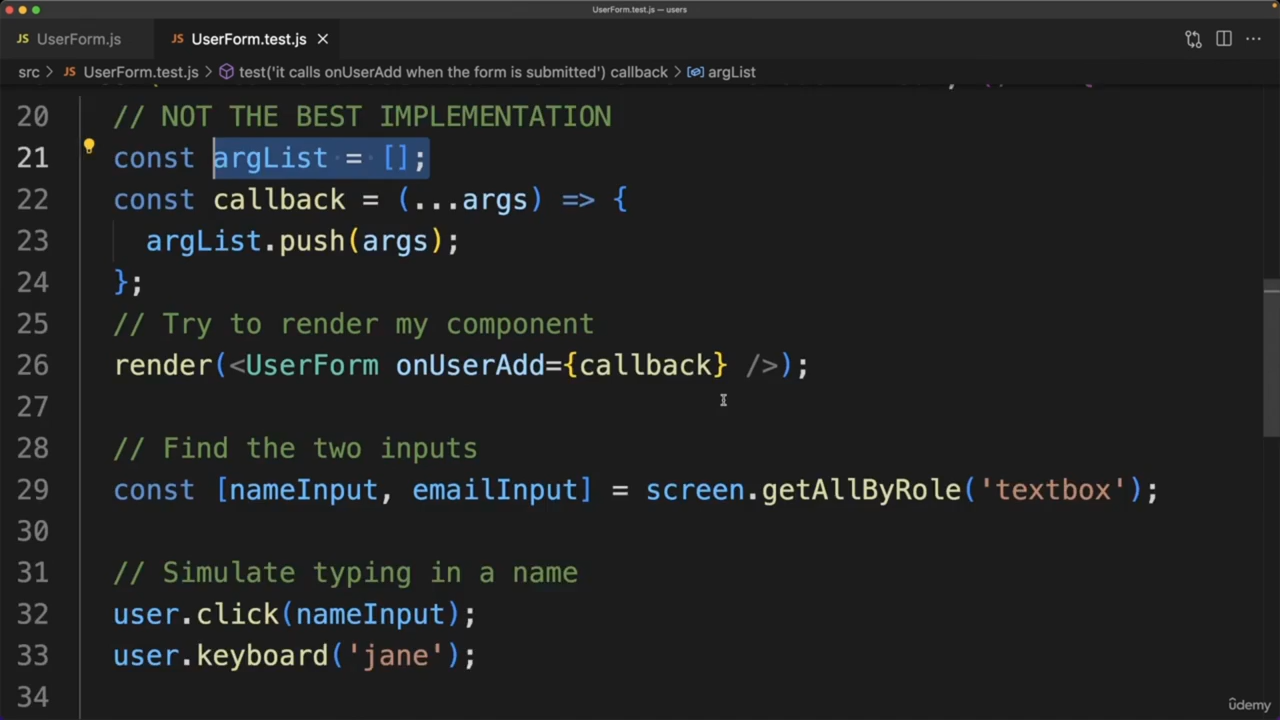 UserForm.test.js — users
JS UserForm.js
JS UserForm.test.js
src > JS UserForm.test.js > test('it calls onUserAdd when the form is submitted') callback > argList
20 // NOT THE BEST IMPLEMENTATION
21 const argList = [];
22 const callback = (...args) => {
23 argList.push(args);
24 };
25 // Try to render my component
26 render(<UserForm onUserAdd={callback} />);
27
28 // Find the two inputs
29 const [nameInput, emailInput] = screen.getAllByRole('textbox');
30
31 // Simulate typing in a name
32 user.click(nameInput);
33 user.keyboard('jane');
34
ûdemy